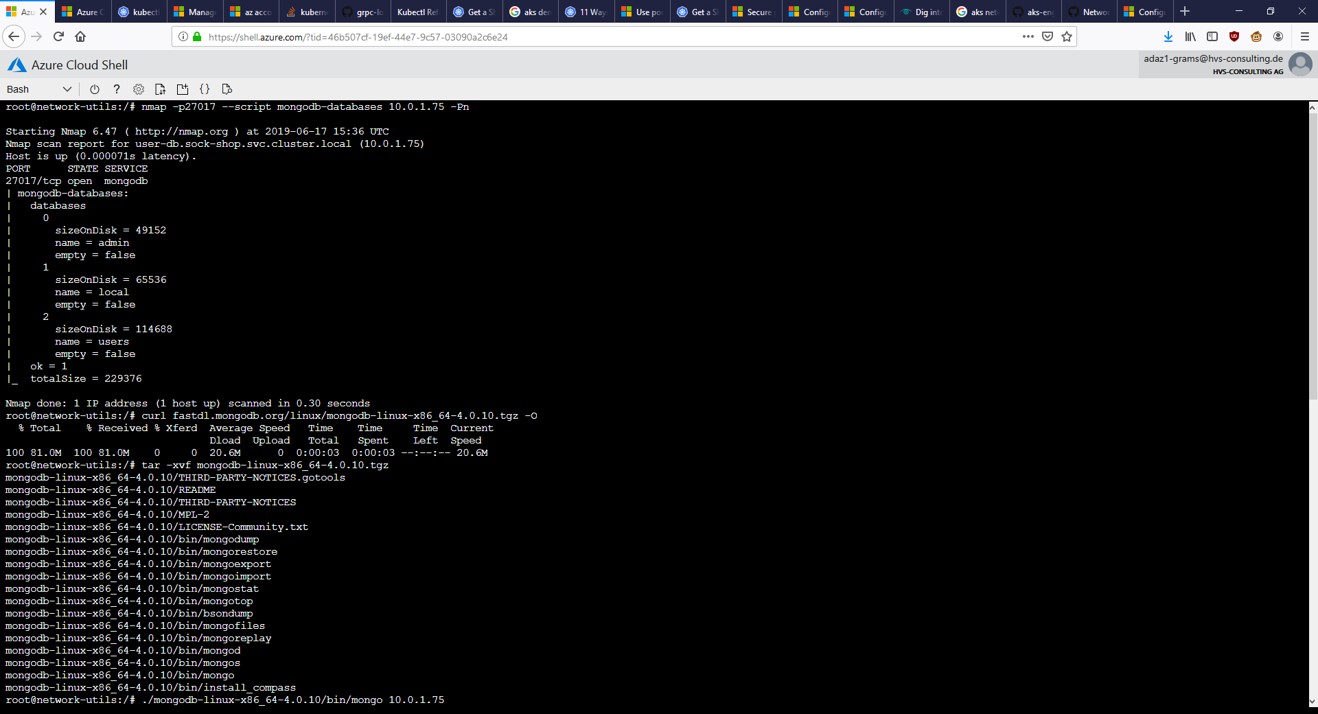 Azu
Azure C
kubectl
Manag
az acco
kuberne
grpc-lo
Kubectl Re
Get a S
aks de
11 Way
Use po
Get a S
Secure
Config
Config
Dig int
aks net
aks-en
Networ
Config
https://shell.azure.com/?tid=46b507cf-19ef-44e7-9c57-03090a2c6e24
Azure Cloud Shell
adaz1-grams@hvs-consulting.de
HVS-CONSULTING AG
Bash
root@network-utils:/# nmap -p27017 --script mongodb-databases 10.0.1.75 -Pn
Starting Nmap 6.47 ( http://nmap.org ) at 2019-06-17 15:36 UTC
Nmap scan report for user-db.sock-shop.svc.cluster.local (10.0.1.75)
Host is up (0.000071s latency).
PORT      STATE SERVICE
27017/tcp open  mongodb
| mongodb-databases:
|   databases
|     0
|       sizeOnDisk = 49152
|       name = admin
|       empty = false
|     1
|       sizeOnDisk = 65536
|       name = local
|       empty = false
|     2
|       sizeOnDisk = 114688
|       name = users
|       empty = false
|   ok = 1
|_  totalSize = 229376
Nmap done: 1 IP address (1 host up) scanned in 0.30 seconds
root@network-utils:/# curl fastdl.mongodb.org/linux/mongodb-linux-x86_64-4.0.10.tgz -O
  % Total    % Received % Xferd  Average Speed   Time    Time     Time  Current
                                 Dload  Upload   Total   Spent    Left  Speed
100 81.0M  100 81.0M    0     0  20.6M      0  0:00:03  0:00:03 --:--:-- 20.6M
root@network-utils:/# tar -xvf mongodb-linux-x86_64-4.0.10.tgz
mongodb-linux-x86_64-4.0.10/THIRD-PARTY-NOTICES.gotools
mongodb-linux-x86_64-4.0.10/README
mongodb-linux-x86_64-4.0.10/THIRD-PARTY-NOTICES
mongodb-linux-x86_64-4.0.10/MPL-2
mongodb-linux-x86_64-4.0.10/LICENSE-Community.txt
mongodb-linux-x86_64-4.0.10/bin/mongodump
mongodb-linux-x86_64-4.0.10/bin/mongorestore
mongodb-linux-x86_64-4.0.10/bin/mongoexport
mongodb-linux-x86_64-4.0.10/bin/mongoimport
mongodb-linux-x86_64-4.0.10/bin/mongostat
mongodb-linux-x86_64-4.0.10/bin/mongotop
mongodb-linux-x86_64-4.0.10/bin/bsondump
mongodb-linux-x86_64-4.0.10/bin/mongofiles
mongodb-linux-x86_64-4.0.10/bin/mongoreplay
mongodb-linux-x86_64-4.0.10/bin/mongod
mongodb-linux-x86_64-4.0.10/bin/mongos
mongodb-linux-x86_64-4.0.10/bin/mongo
mongodb-linux-x86_64-4.0.10/bin/install_compass
root@network-utils:/# ./mongodb-linux-x86_64-4.0.10/bin/mongo 10.0.1.75